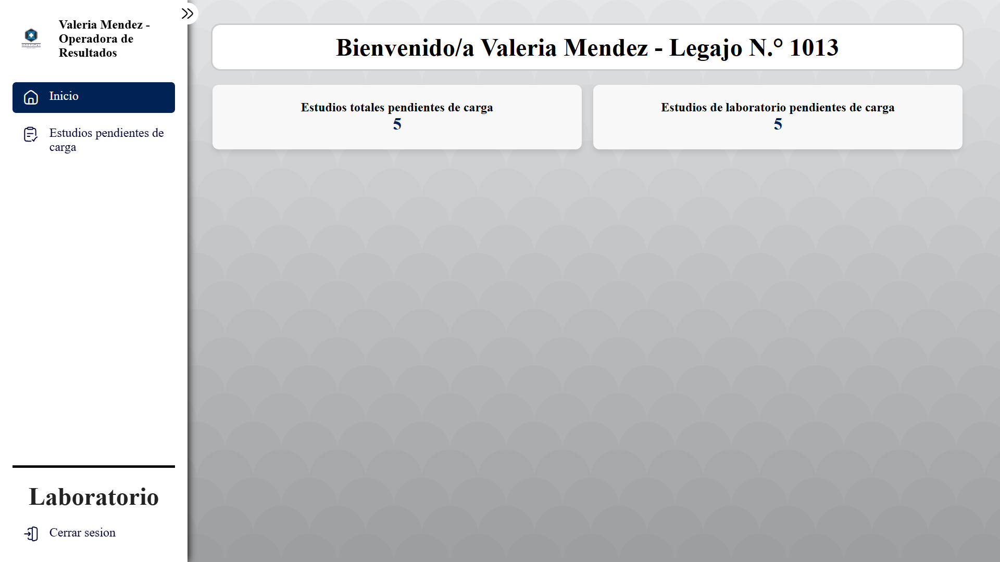 Valeria Mendez -
Operadora de
Resultados
HOSPITAL
Inicio
Estudios pendientes de
carga
Laboratorio
Cerrar sesion
Bienvenido/a Valeria Mendez - Legajo N.° 1013
Estudios totales pendientes de carga
5
Estudios de laboratorio pendientes de carga
5